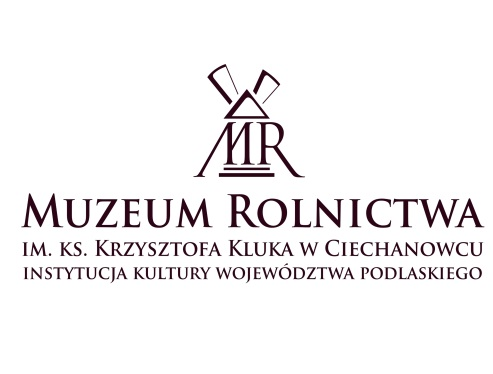 MR
MUZEUM ROLNICTWA
IM. KS. KRZYSZTOFA KLUKA W CIECHANOWCU
INSTYTUCJA KULTURY WOJEWÓDZTWA PODLASKIEGO